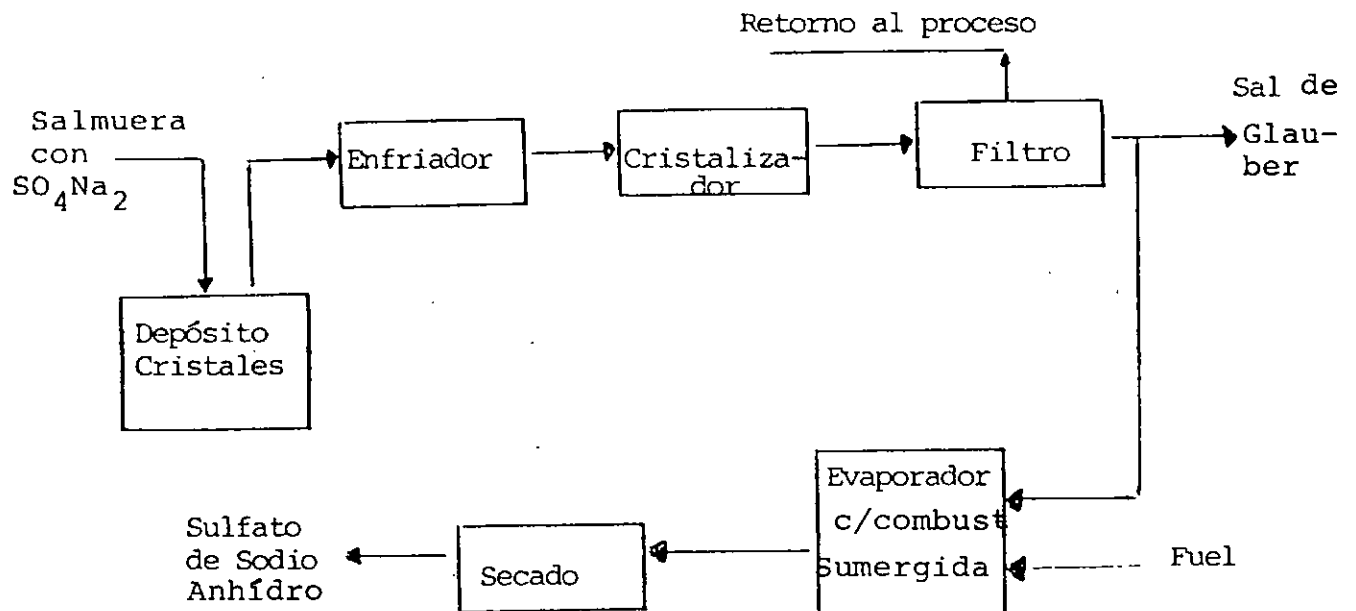 Retorno al proceso
Salmuera
con
SO4Na2
Enfriador
Cristaliza-
dor
Filtro
Sal de
Glau-
ber
Depósito
Cristales
Evaporador
c/combust
Sumergida
Fuel
Secado
Sulfato
de Sodio
Anhídro